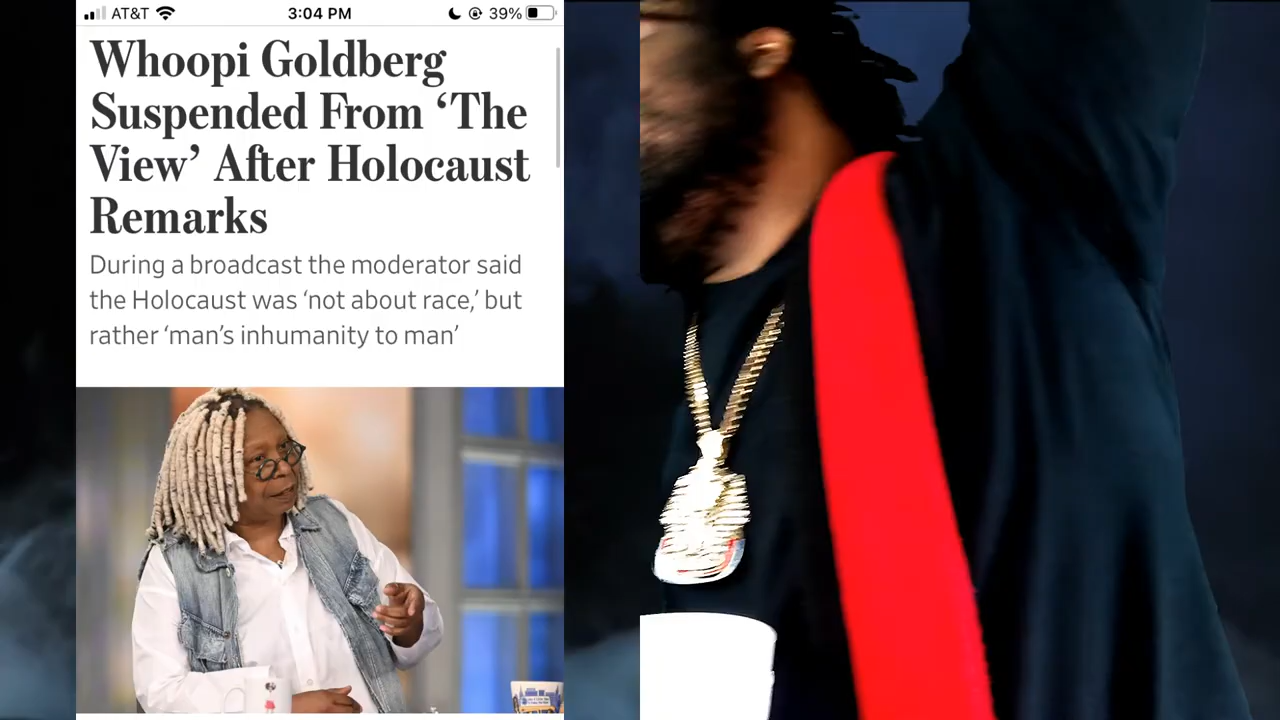 AT&T 3:04 PM 39%
Whoopi Goldberg
Suspended From ‘The
View’ After Holocaust
Remarks
During a broadcast the moderator said
the Holocaust was ‘not about race,’ but
rather ‘man’s inhumanity to man’